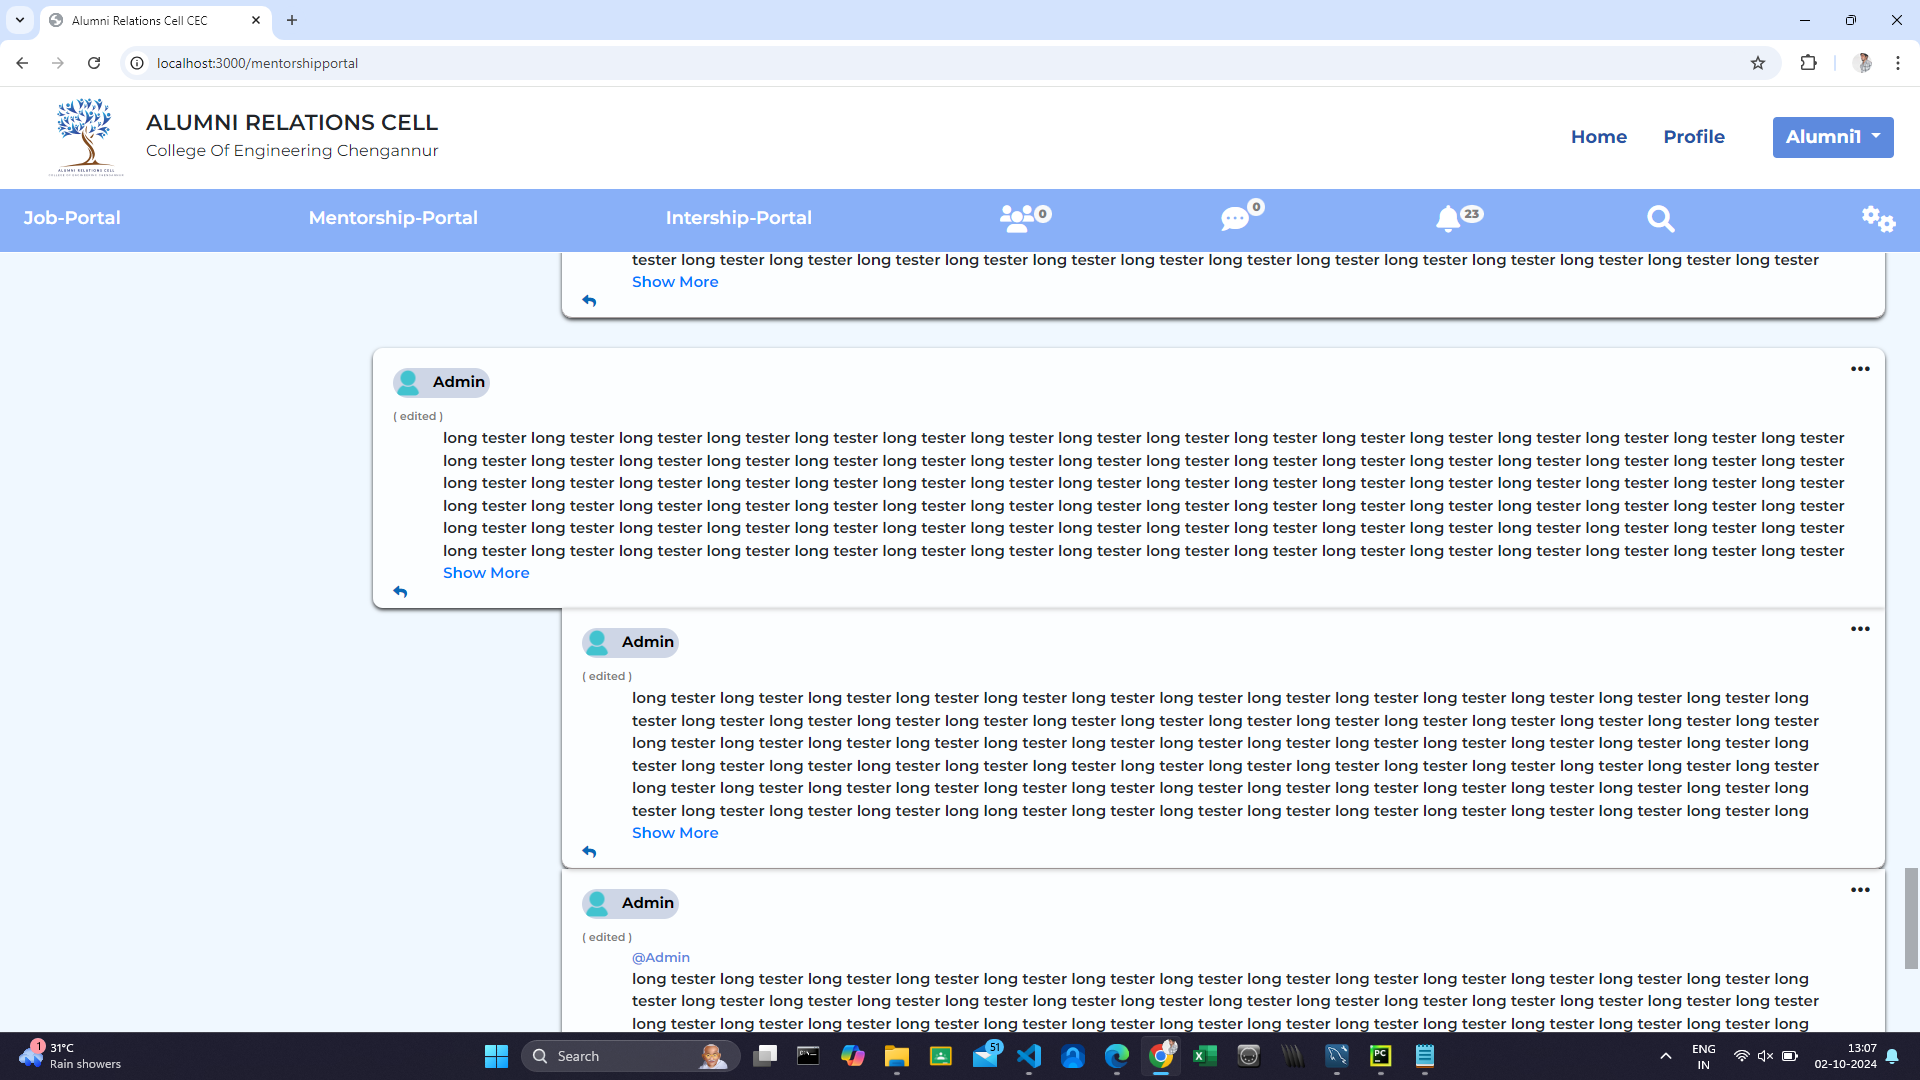 Alumni Relations Cell CEC
localhost:3000/mentorshipportal
ALUMNI RELATIONS CELL
College Of Engineering Chengannur
ALUMNI RELATIONS CELL
Home Profile Alumni1
Job-Portal Mentorship-Portal Intership-Portal 0 0 23
tester long tester long tester long tester long tester long tester long tester long tester long tester long tester long tester long tester long tester long tester
Show More
Admin
( edited )
long tester long tester long tester long tester long tester long tester long tester long tester long tester long tester long tester long tester long tester long tester long tester long tester
long tester long tester long tester long tester long tester long tester long tester long tester long tester long tester long tester long tester long tester long tester long tester long tester
long tester long tester long tester long tester long tester long tester long tester long tester long tester long tester long tester long tester long tester long tester long tester long tester
long tester long tester long tester long tester long tester long tester long tester long tester long tester long tester long tester long tester long tester long tester long tester long tester
long tester long tester long tester long tester long tester long tester long tester long tester long tester long tester long tester long tester long tester long tester long tester long tester
long tester long tester long tester long tester long tester long tester long tester long tester long tester long tester long tester long tester long tester long tester long tester long tester
Show More
Admin
( edited )
long tester long tester long tester long tester long tester long tester long tester long tester long tester long tester long tester long tester long tester long
tester long tester long tester long tester long tester long tester long tester long tester long tester long tester long tester long tester long tester long tester
long tester long tester long tester long tester long tester long tester long tester long tester long tester long tester long tester long tester long tester long
tester long tester long tester long tester long tester long tester long tester long tester long tester long tester long tester long tester long tester long tester
long tester long tester long tester long tester long tester long tester long tester long tester long tester long tester long tester long tester long tester long
tester long tester long tester long tester long long tester long tester long tester long tester long tester long tester long tester long tester long tester long
Show More
Admin
( edited )
@Admin
long tester long tester long tester long tester long tester long tester long tester long tester long tester long tester long tester long tester long tester long
tester long tester long tester long tester long tester long tester long tester long tester long tester long tester long tester long tester long tester long tester
long tester long tester long tester long tester long tester long tester long tester long tester long tester long tester long tester long tester long tester long
1
31°C
Rain showers
Search
51
PC
ENG
IN
13:07
02-10-2024